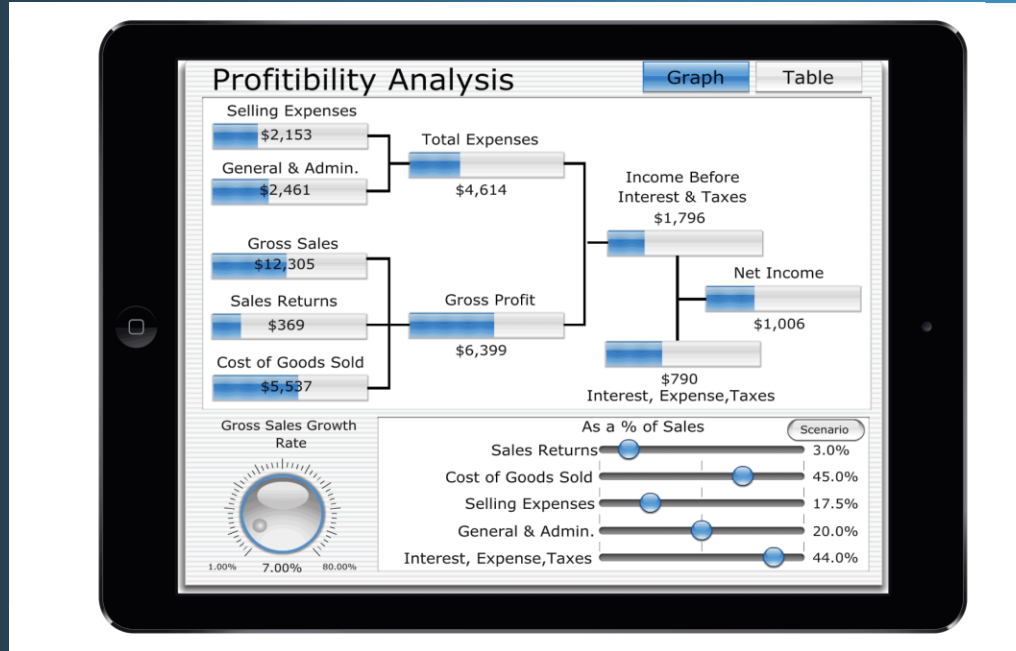 Profitibility Analysis
Graph
Table
Selling Expenses
$2,153
General & Admin.
$2,461
Total Expenses
$4,614
Gross Sales
$12,305
Sales Returns
$369
Cost of Goods Sold
$5,537
Gross Profit
$6,399
Income Before
Interest & Taxes
$1,796
Net Income
$1,006
$790
Interest, Expense,Taxes
Gross Sales Growth
Rate
1.00%
7.00%
80.00%
As a % of Sales
Scenario
Sales Returns 3.0%
Cost of Goods Sold 45.0%
Selling Expenses 17.5%
General & Admin. 20.0%
Interest, Expense,Taxes 44.0%